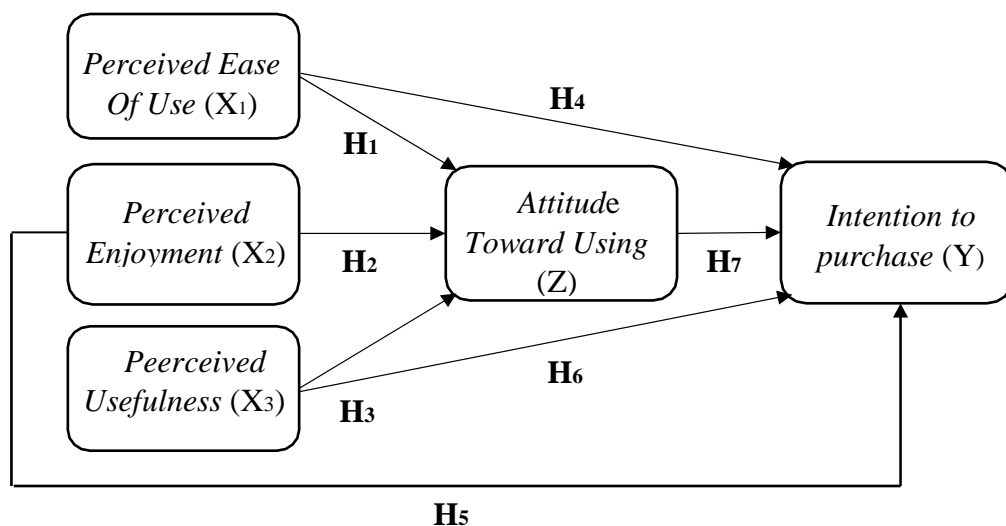 Perceived Ease
Of Use (X1)
H4
H1
Perceived
Enjoyment (X2)
H2
Attitude
Toward Using
(Z)
H7
Intention to
purchase (Y)
Peerceived
Usefulness (X3)
H3
H6
H5